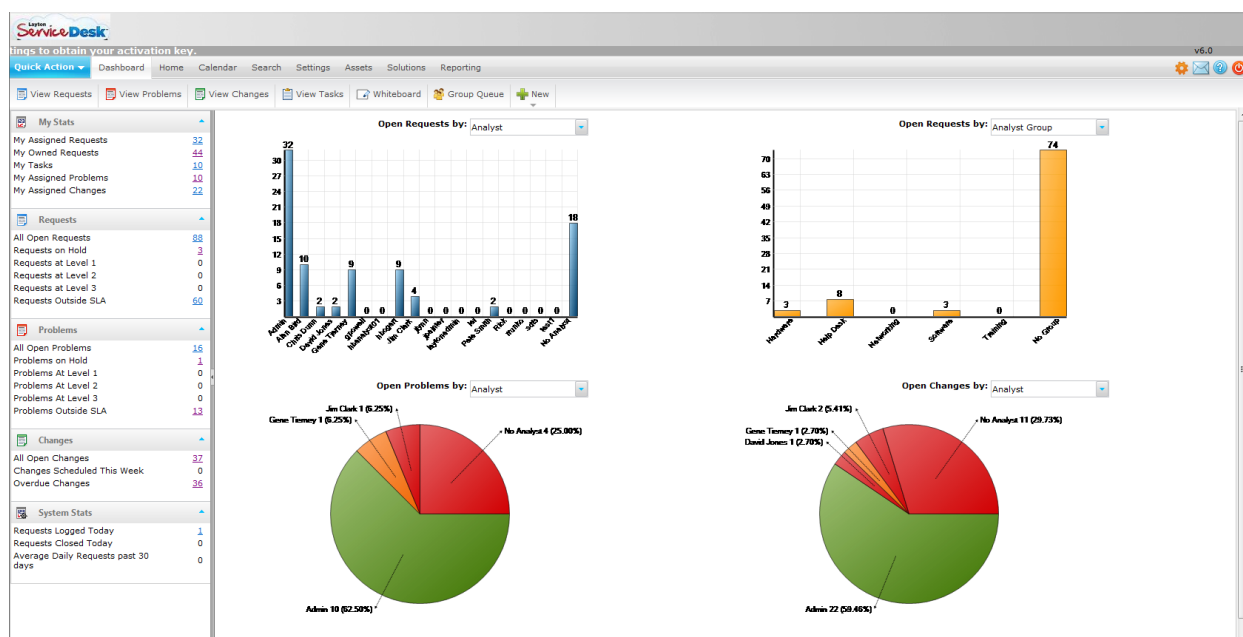 Layton
ServiceDesk
tings to obtain your activation key.
v6.0
Quick Action Dashboard Home Calendar Search Settings Assets Solutions Reporting
View Requests View Problems View Changes View Tasks Whiteboard Group Queue New
My Stats
My Assigned Requests 32
My Owned Requests 44
My Tasks 10
My Assigned Problems 10
My Assigned Changes 22
Requests
All Open Requests 88
Requests on Hold 3
Requests at Level 1 0
Requests at Level 2 0
Requests at Level 3 0
Requests Outside SLA 60
Problems
All Open Problems 16
Problems on Hold 1
Problems At Level 1 0
Problems At Level 2 0
Problems At Level 3 0
Problems Outside SLA 13
Changes
All Open Changes 37
Changes Scheduled This Week 0
Overdue Changes 36
System Stats
Requests Logged Today 1
Requests Closed Today 0
Average Daily Requests past 30 0
days
Open Requests by: Analyst
32
30
27
24
21
18
15
12
9
6
3
10 2 2 9 0 0 9 4 0 0 0 0 2 0 0 0 0 18
Admin
Chris Dunn
David Jones
Gene Tierney
hbogart
Jim Clark
Pete Smith
Rick
test1
No Analyst
Open Requests by: Analyst Group
70
63
56
49
42
35
28
21
14
7
3 8 0 3 0 74
Hardware
Help Desk
Networking
Software
Training
No Group
Open Problems by: Analyst
Jim Clark 1 (6.25%)
Gene Tierney 1 (6.25%)
No Analyst 4 (25.00%)
Admin 10 (62.50%)
Open Changes by: Analyst
Jim Clark 2 (5.41%)
Gene Tierney 1 (2.70%)
David Jones 1 (2.70%)
No Analyst 11 (29.73%)
Admin 22 (59.46%)